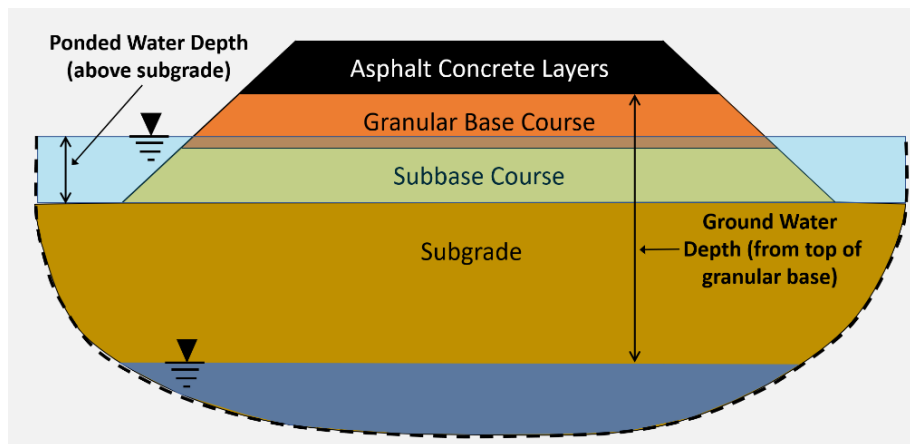 Ponded Water Depth
(above subgrade)
Asphalt Concrete Layers
Granular Base Course
Subbase Course
Subgrade
Ground Water
Depth (from top of
granular base)